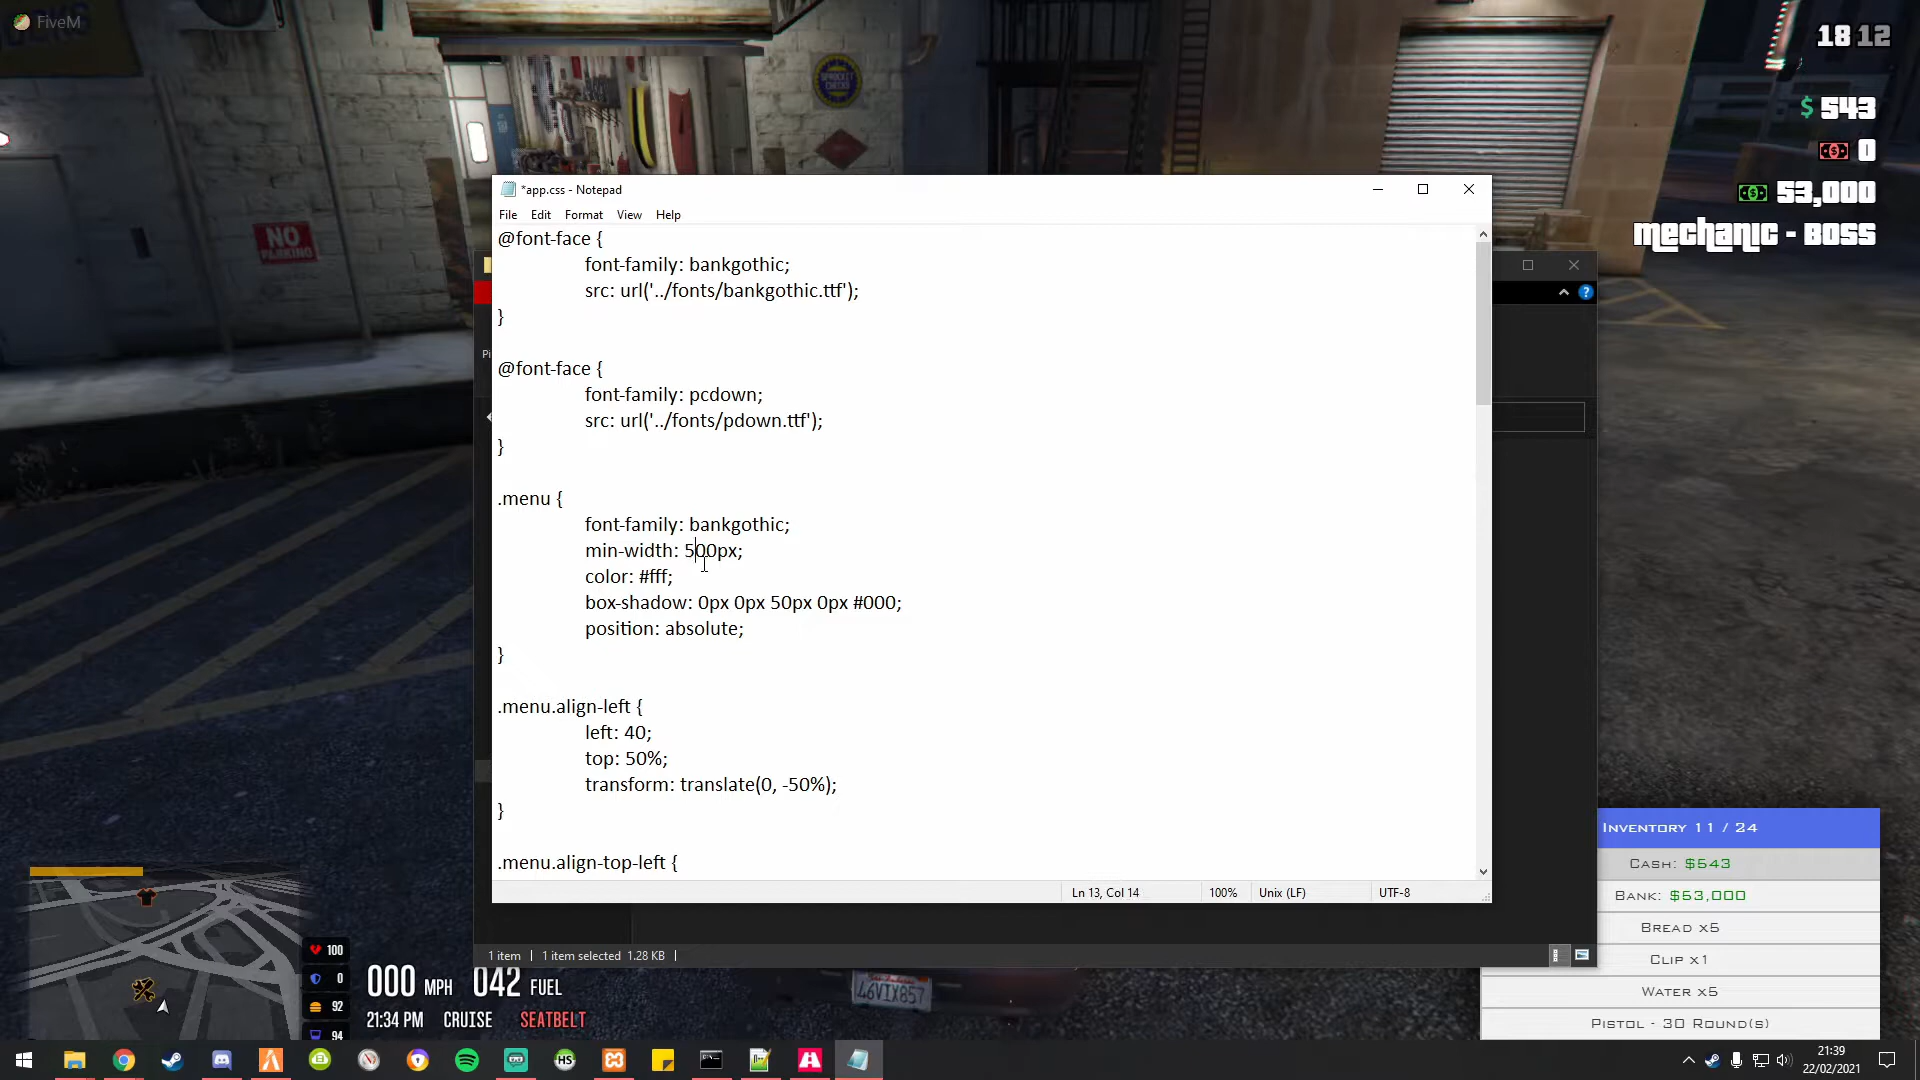 FiveM
18 12
$ 543
0
53,000
mechanic - Boss
SPROCKET
NO
PARKING
*app.css - Notepad
File Edit Format View Help
@font-face {
font-family: bankgothic;
src: url('../fonts/bankgothic.ttf');
}
@font-face {
font-family: pcdown;
src: url('../fonts/pdown.ttf');
}
.menu {
font-family: bankgothic;
min-width: 500px;
color: #fff;
box-shadow: 0px 0px 50px 0px #000;
position: absolute;
}
.menu.align-left {
left: 40;
top: 50%;
transform: translate(0, -50%);
}
.menu.align-top-left {
Ln 13, Col 14 100% Unix (LF) UTF-8
1 item 1 item selected 1.28 KB
Inventory 11 / 24
Cash: $543
Bank: $53,000
Bread x5
Clip x1
Water x5
Pistol - 30 Round(s)
100
0
92
94
000 MPH 042 FUEL
21:34 PM CRUISE SEATBELT
46VIX857
HS
21:39
22/02/2021